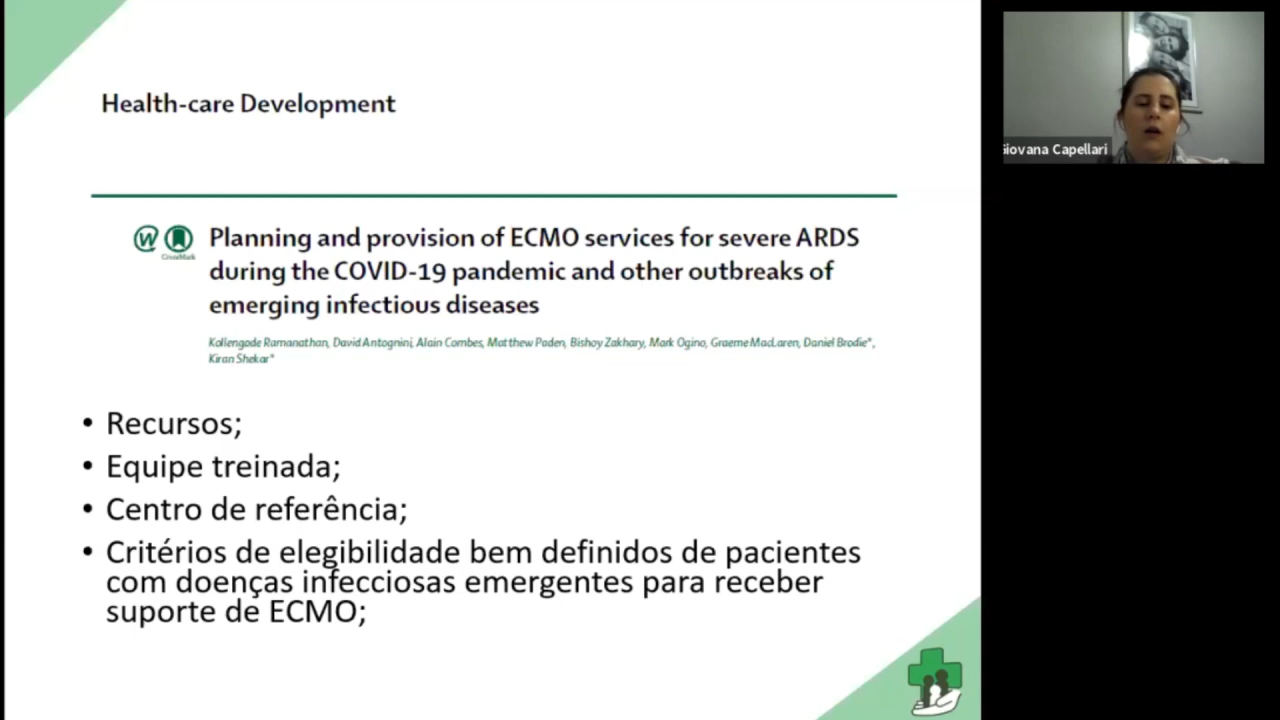 Health-care Development
Planning and provision of ECMO services for severe ARDS
during the COVID-19 pandemic and other outbreaks of
emerging infectious diseases
CrossMark
Kollengode Ramanathan, David Antognini, Alain Combes, Matthew Paden, Bishoy Zakhary, Mark Ogino, Graeme MacLaren, Daniel Brodie*,
Kiran Shekar*
• Recursos;
• Equipe treinada;
• Centro de referência;
• Critérios de elegibilidade bem definidos de pacientes
com doenças infecciosas emergentes para receber
suporte de ECMO;
Giovana Capellari